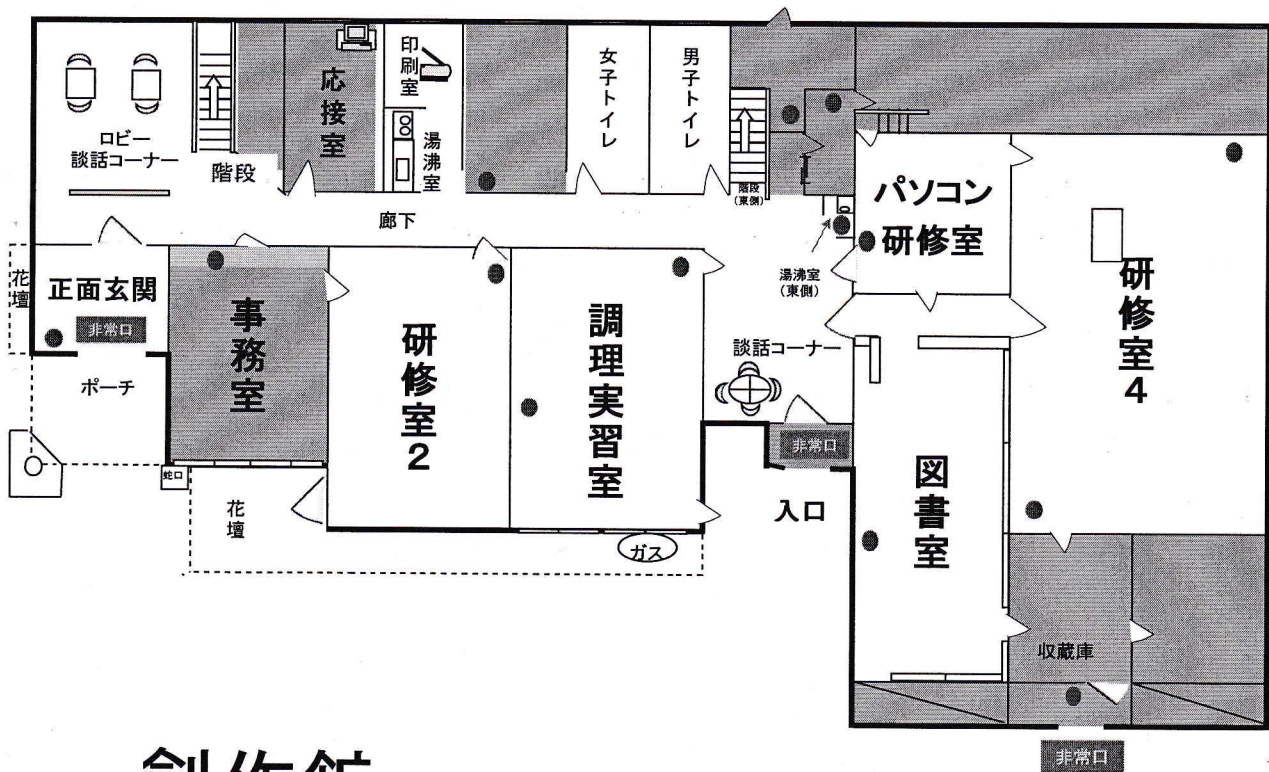 応接室
印刷室
湯沸室
女子トイレ
男子トイレ
ロビー
談話コーナー
階段
階段
(東側)
廊下
パソコン
研修室
湯沸室
(東側)
研修室4
花壇
正面玄関
非常口
ポーチ
事務室
研修室2
調理実習室
談話コーナー
非常口
入口
図書室
蛇口
花壇
ガス
収蔵庫
非常口